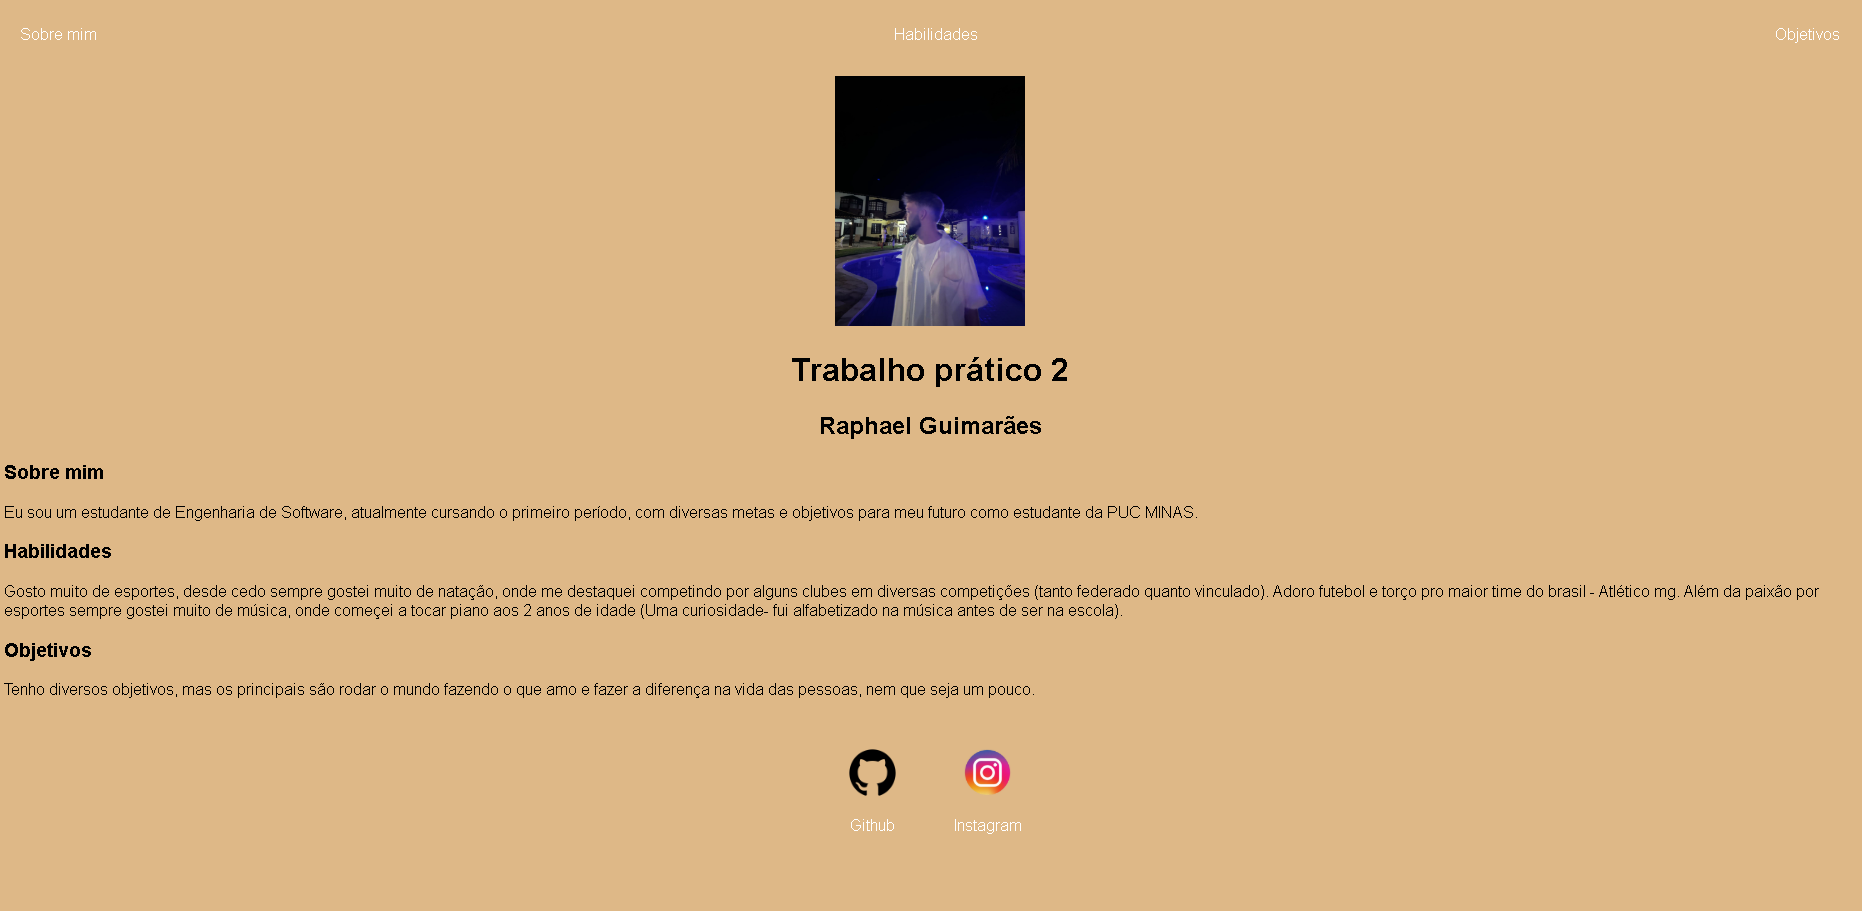 Sobre mim
Habilidades
Objetivos
Trabalho prático 2
Raphael Guimarães
Sobre mim
Eu sou um estudante de Engenharia de Software, atualmente cursando o primeiro período, com diversas metas e objetivos para meu futuro como estudante da PUC MINAS.
Habilidades
Gosto muito de esportes, desde cedo sempre gostei muito de natação, onde me destaquei competindo por alguns clubes em diversas competições (tanto federado quanto vinculado). Adoro futebol e torço pro maior time do brasil - Atlético mg. Além da paixão por
esportes sempre gostei muito de música, onde começei a tocar piano aos 2 anos de idade (Uma curiosidade- fui alfabetizado na música antes de ser na escola).
Objetivos
Tenho diversos objetivos, mas os principais são rodar o mundo fazendo o que amo e fazer a diferença na vida das pessoas, nem que seja um pouco.
Github
Instagram